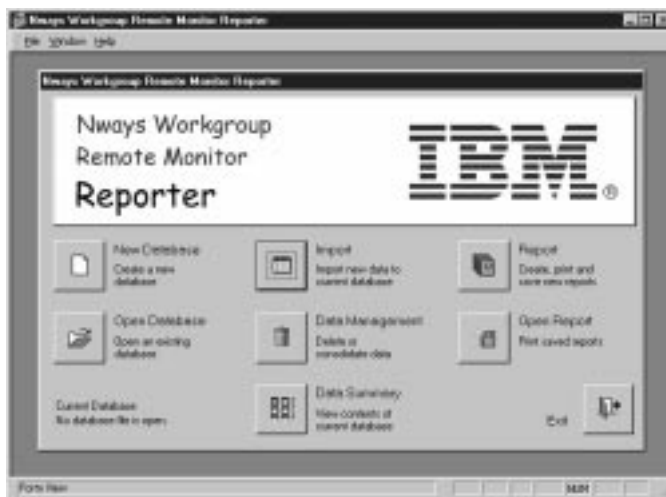 Nways Workgroup Remote Monitor Reporter
File Window Help
Nways Workgroup Remote Monitor Reporter
Nways Workgroup
Remote Monitor
Reporter
IBM®
New Database
Create a new
database
Import
Import new data to
current database
Report
Create, print and
save new reports
Open Database
Open an existing
database
Data Management
Delete or
consolidate data
Open Report
Print saved reports
Current Database
No database file is open.
Data Summary
View contents of
current database
Exit
Form View
NUM